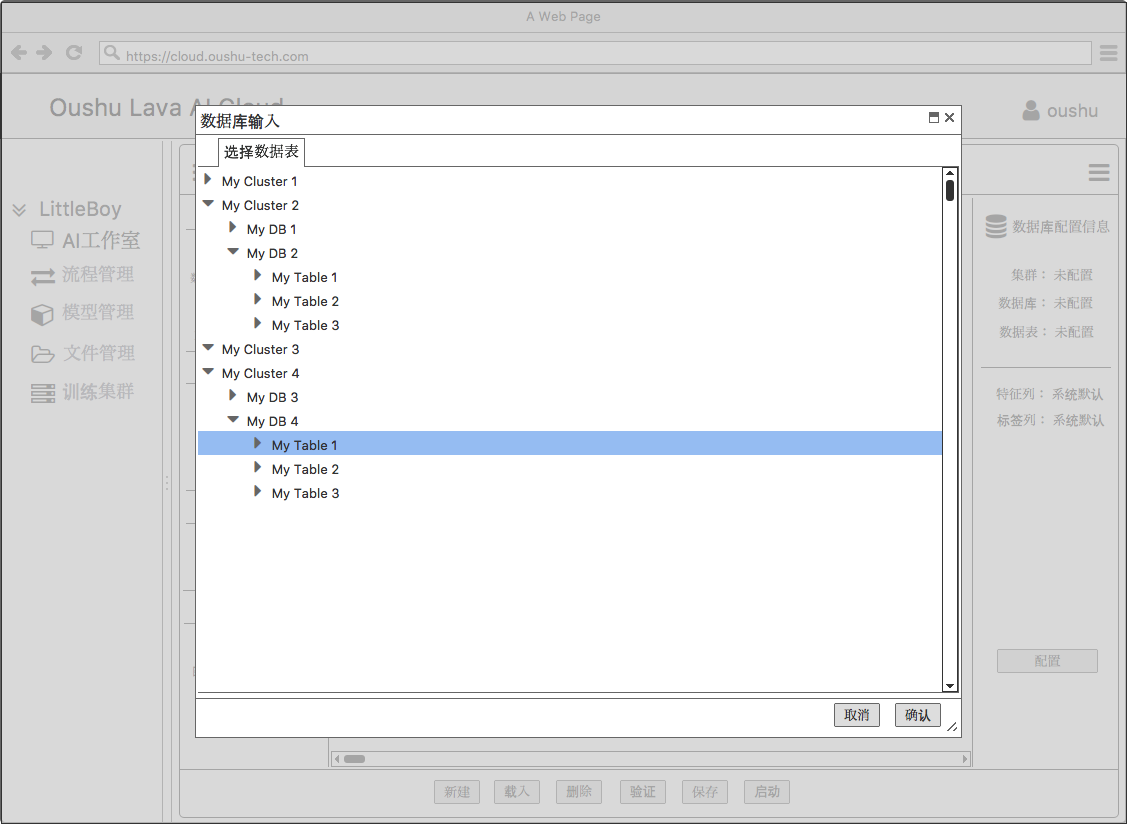 A Web Page
https://cloud.oushu-tech.com
Oushu Lava AI Cloud
oushu
数据库输入
选择数据表
My Cluster 1
My Cluster 2
My DB 1
My DB 2
My Table 1
My Table 2
My Table 3
My Cluster 3
My Cluster 4
My DB 3
My DB 4
My Table 1
My Table 2
My Table 3
取消
确认
LittleBoy
AI工作室
流程管理
模型管理
文件管理
训练集群
数据库配置信息
集群： 未配置
数据库： 未配置
数据表： 未配置
特征列： 系统默认
标签列： 系统默认
配置
新建
载入
删除
验证
保存
启动